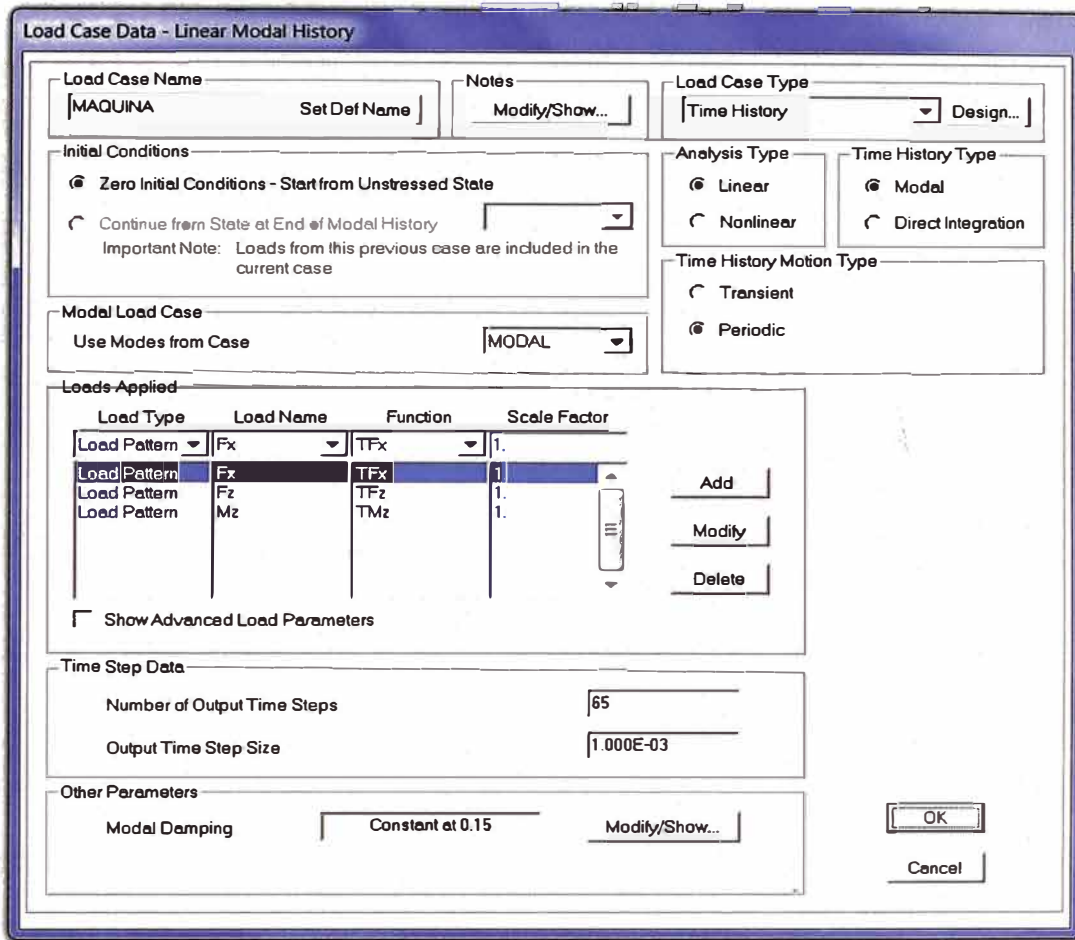 Load Case Data - Linear Modal History
Load Case Name
MAQUINA
Set Def Name
Notes
Modify/Show...
Load Case Type
Time History
Design...
Initial Conditions
Zero Initial Conditions - Start from Unstressed State
Continue from State at End of Modal History
Important Note: Loads from this previous case are included in the
current case
Analysis Type
Linear
Nonlinear
Time History Type
Modal
Direct Integration
Time History Motion Type
Transient
Periodic
Modal Load Case
Use Modes from Case
MODAL
Loads Applied
Load Type Load Name Function Scale Factor
Load Pattern Fx TFx 1.
Load Pattern Fx TFx 1.
Load Pattern Fz TFz 1.
Load Pattern Mz TMz 1.
Add
Modify
Delete
Show Advanced Load Parameters
Time Step Data
Number of Output Time Steps 65
Output Time Step Size 1.000E-03
Other Parameters
Modal Damping Constant at 0.15 Modify/Show...
OK
Cancel